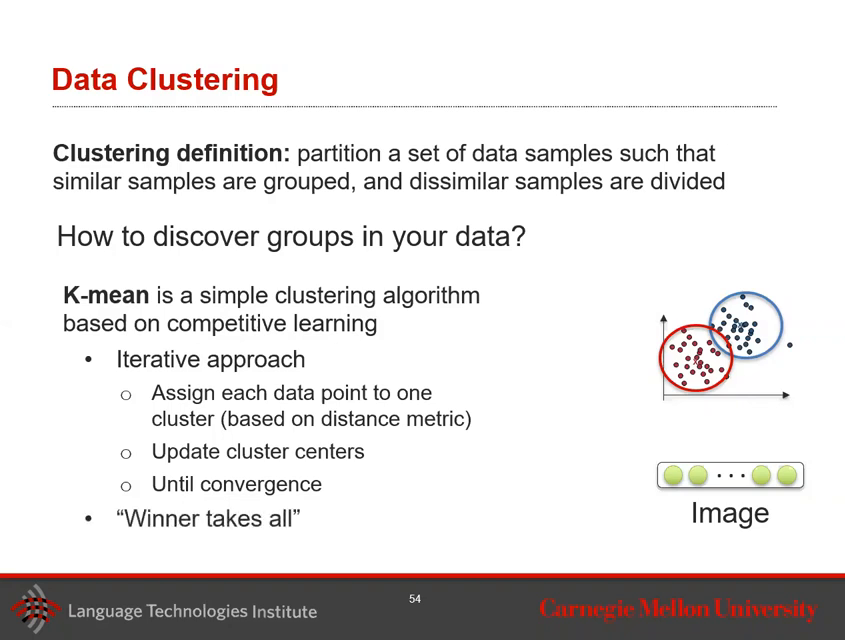 Data Clustering
Clustering definition: partition a set of data samples such that
similar samples are grouped, and dissimilar samples are divided
How to discover groups in your data?
K-mean is a simple clustering algorithm
based on competitive learning
• Iterative approach
o Assign each data point to one
cluster (based on distance metric)
o Update cluster centers
o Until convergence
• “Winner takes all”
Image
54
Language Technologies Institute
Carnegie Mellon University